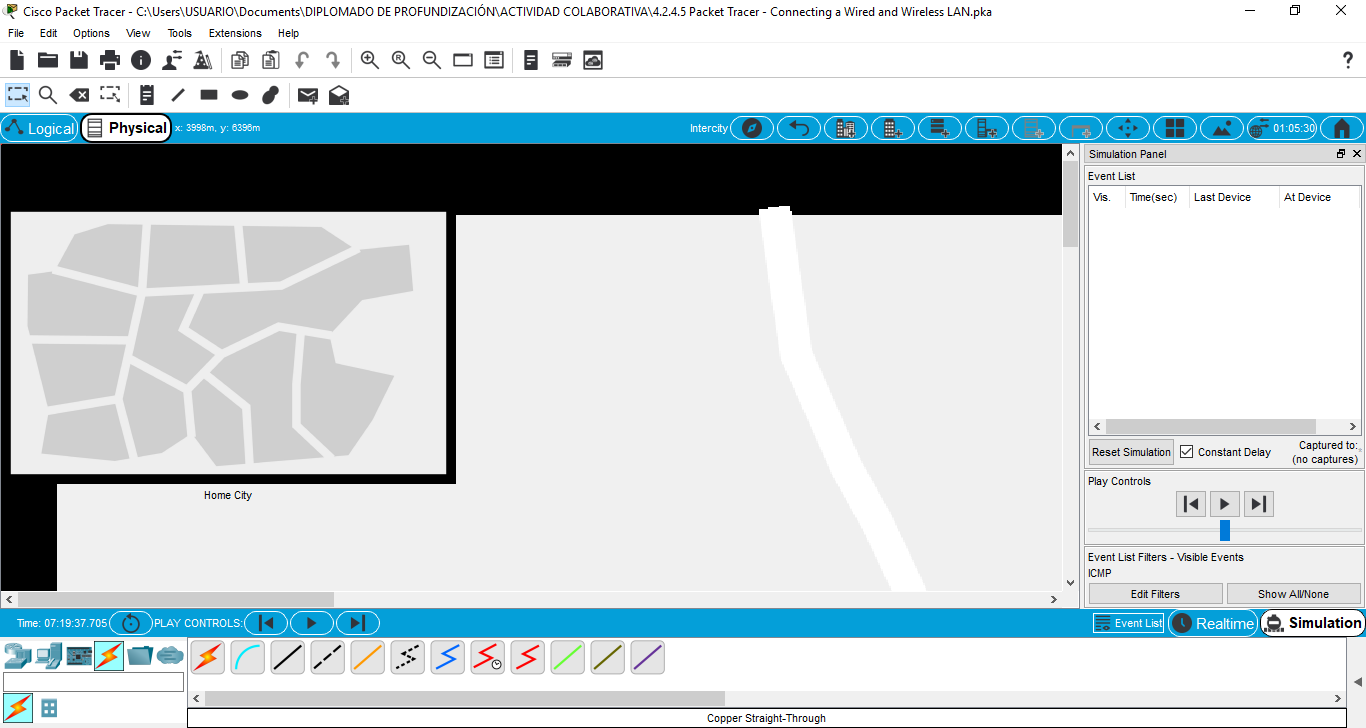 Cisco Packet Tracer - C:\Users\USUARIO\Documents\DIPLOMADO DE PROFUNDIZACIÓN\ACTIVIDAD COLABORATIVA\4.2.4.5 Packet Tracer - Connecting a Wired and Wireless LAN.pka
File Edit Options View Tools Extensions Help
Logical Physical x: 3998m, y: 6396m Intercity 01:05:30
Simulation Panel
Event List
Vis. Time(sec) Last Device At Device
Reset Simulation Constant Delay Captured to:
(no captures)
Play Controls
Home City
Event List Filters - Visible Events
ICMP
Edit Filters Show All/None
Time: 07:19:37.705 PLAY CONTROLS: Event List Realtime Simulation
Copper Straight-Through